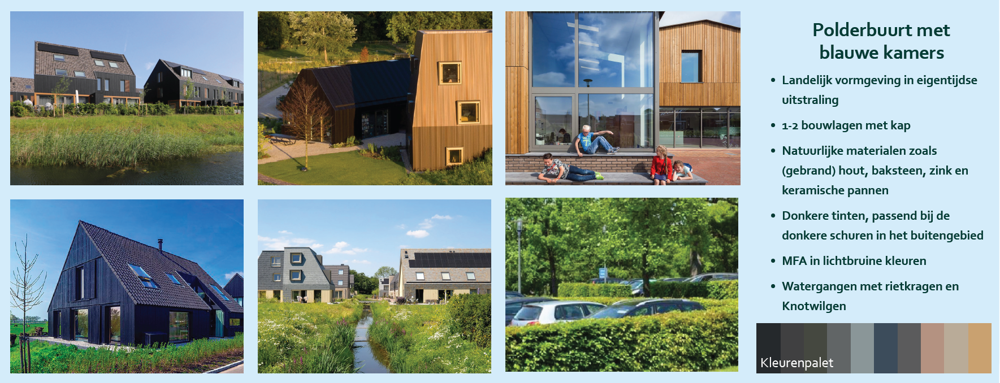 Polderbuurt met
blauwe kamers
• Landelijk vormgeving in eigentijdse
uitstraling
• 1-2 bouwlagen met kap
• Natuurlijke materialen zoals
(gebrand) hout, baksteen, zink en
keramische pannen
• Donkere tinten, passend bij de
donkere schuren in het buitengebied
• MFA in lichtbruine kleuren
• Watergangen met rietkragen en
Knotwilgen
Kleurenpalet